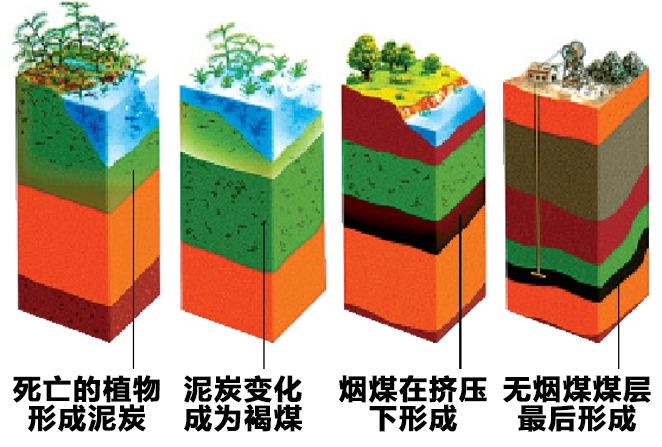 死亡的植物
形成泥炭
泥炭变化
成为褐煤
烟煤在挤压
下形成
无烟煤煤层
最后形成